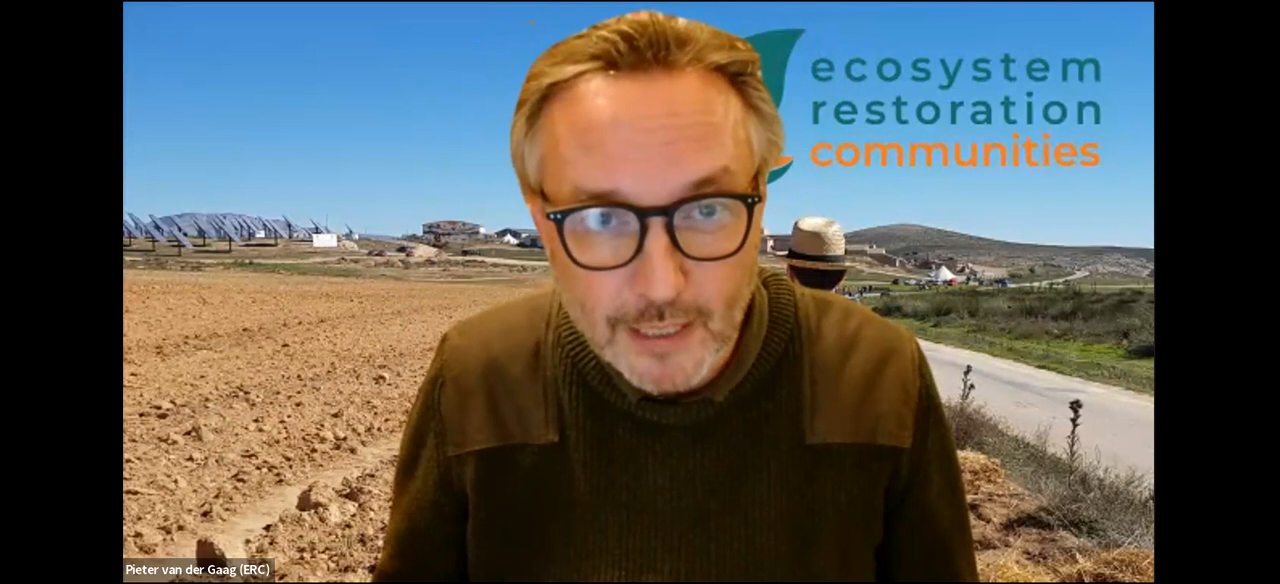 ecosystem
restoration
communities
Pieter van der Gaag (ERC)